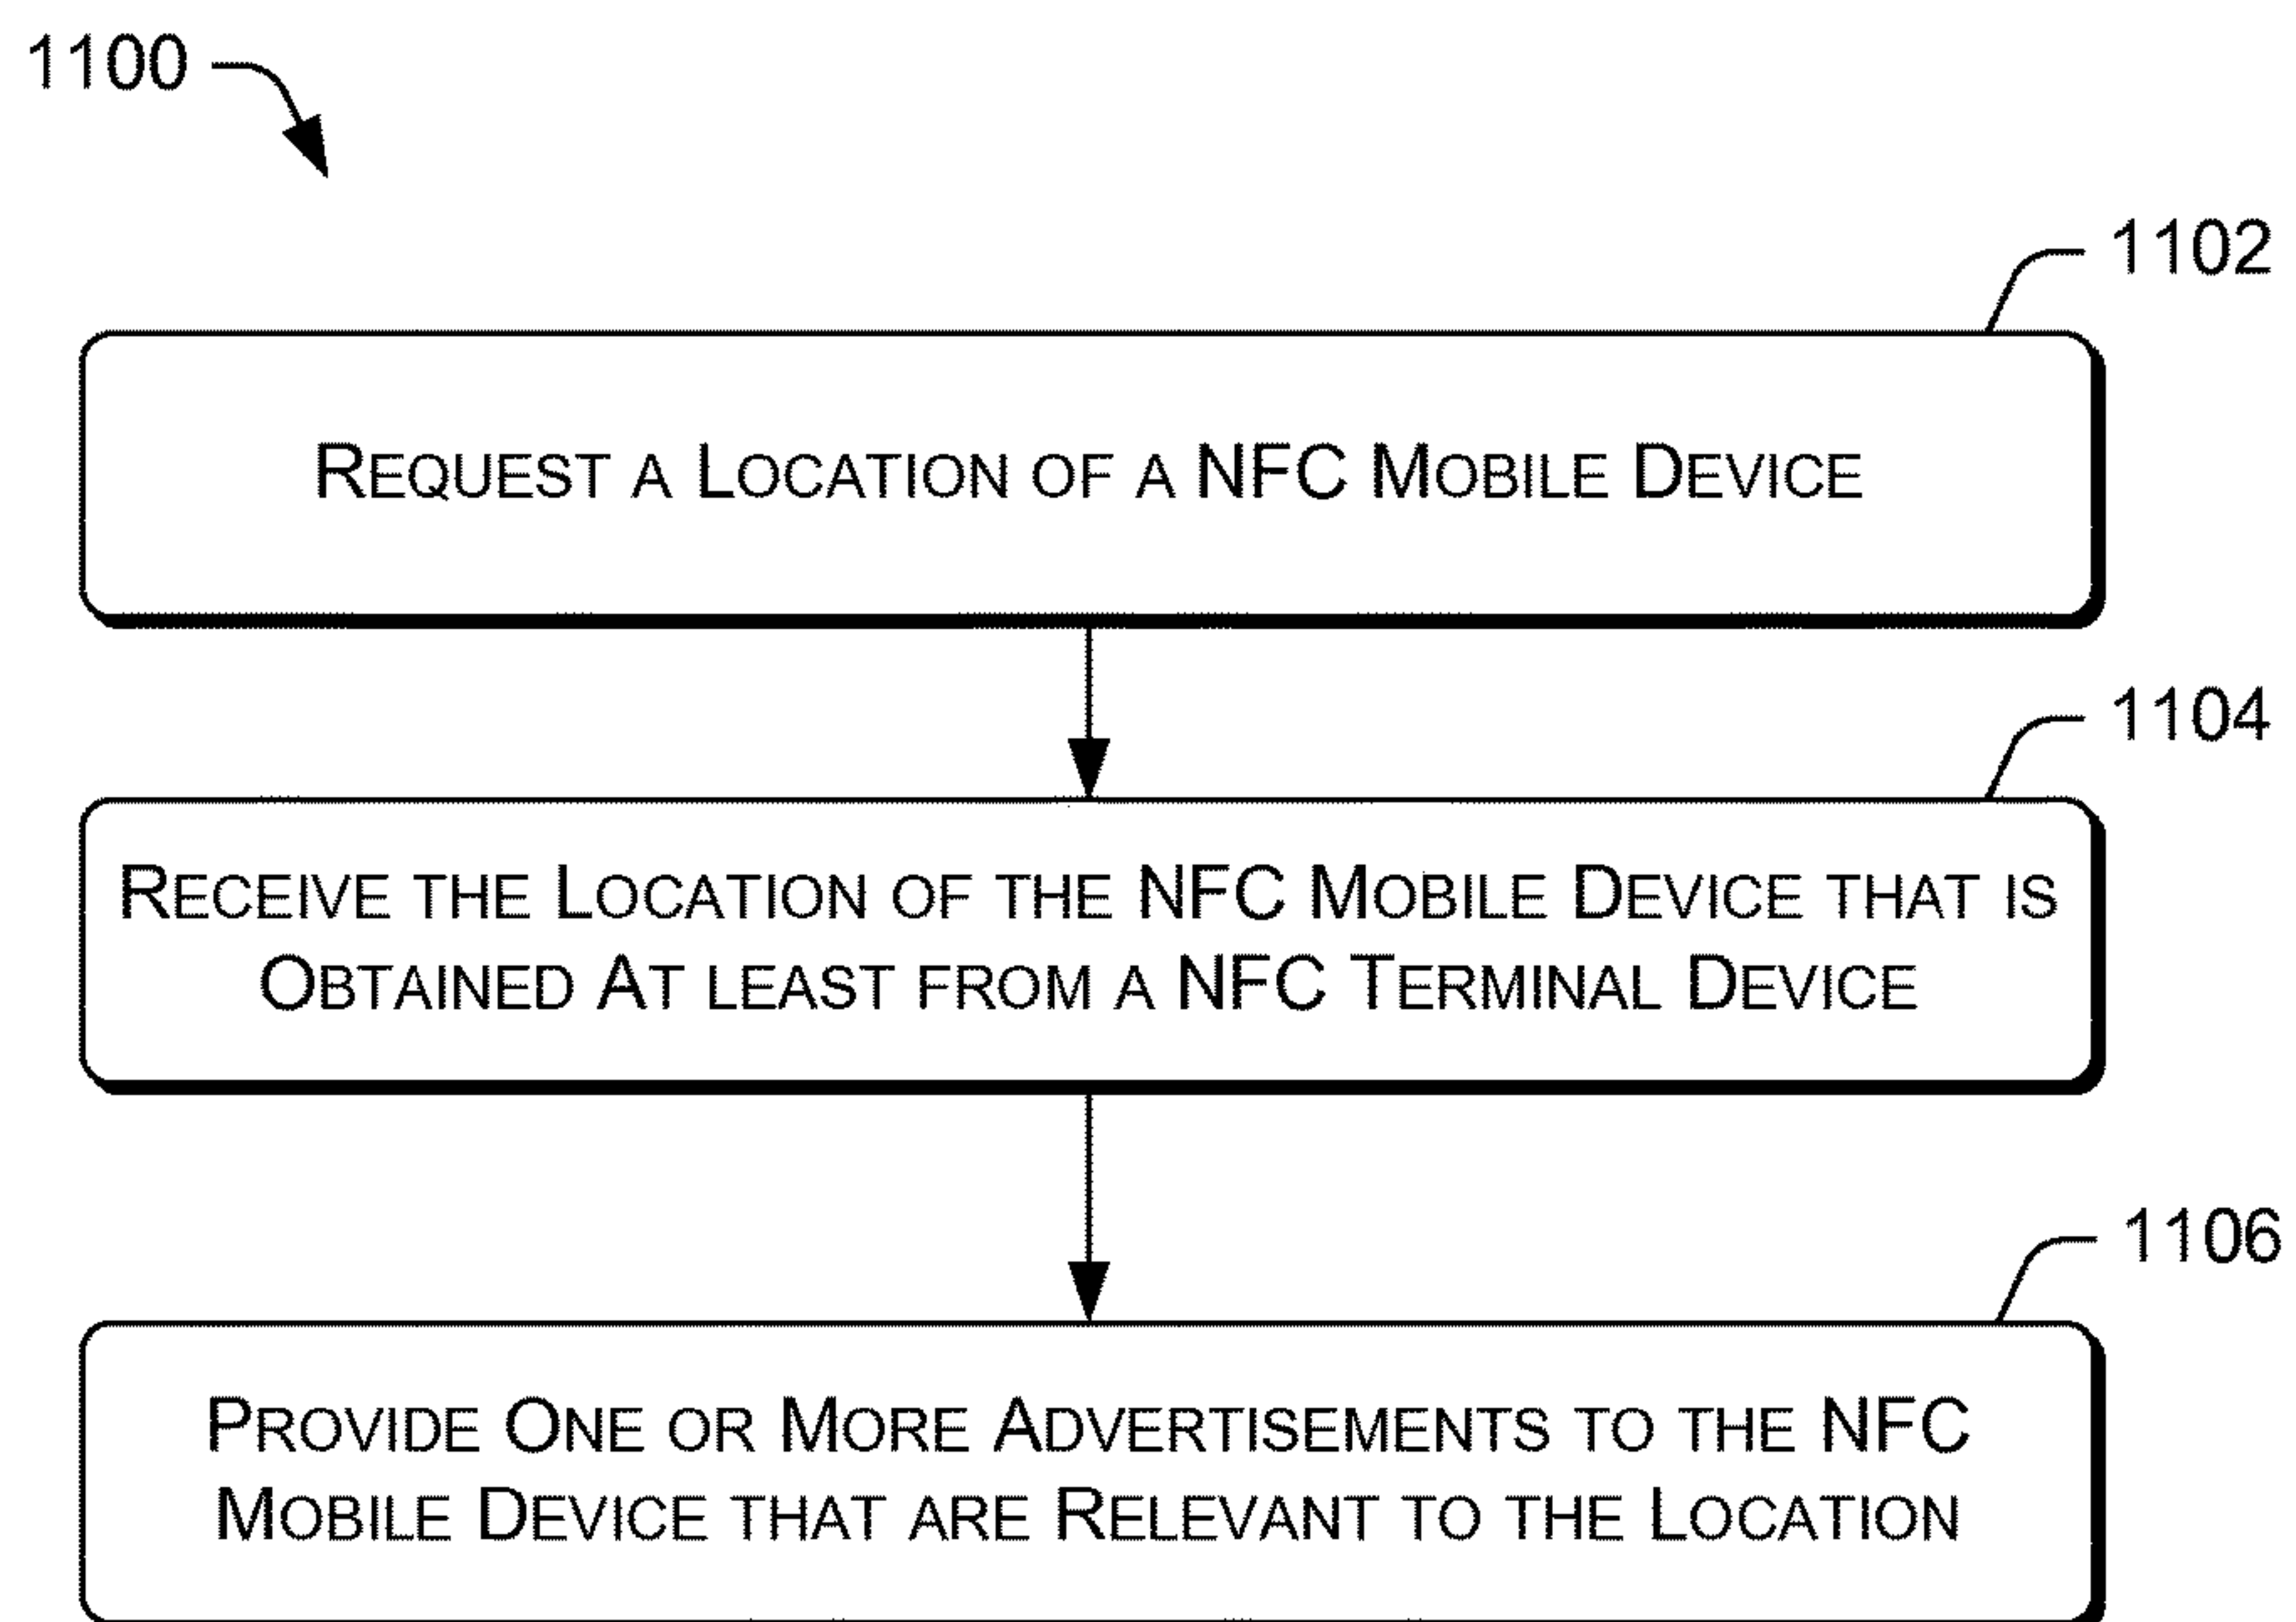 1100
1102
REQUEST A LOCATION OF A NFC MOBILE DEVICE
1104
RECEIVE THE LOCATION OF THE NFC MOBILE DEVICE THAT IS
OBTAINED AT LEAST FROM A NFC TERMINAL DEVICE
1106
PROVIDE ONE OR MORE ADVERTISEMENTS TO THE NFC
MOBILE DEVICE THAT ARE RELEVANT TO THE LOCATION